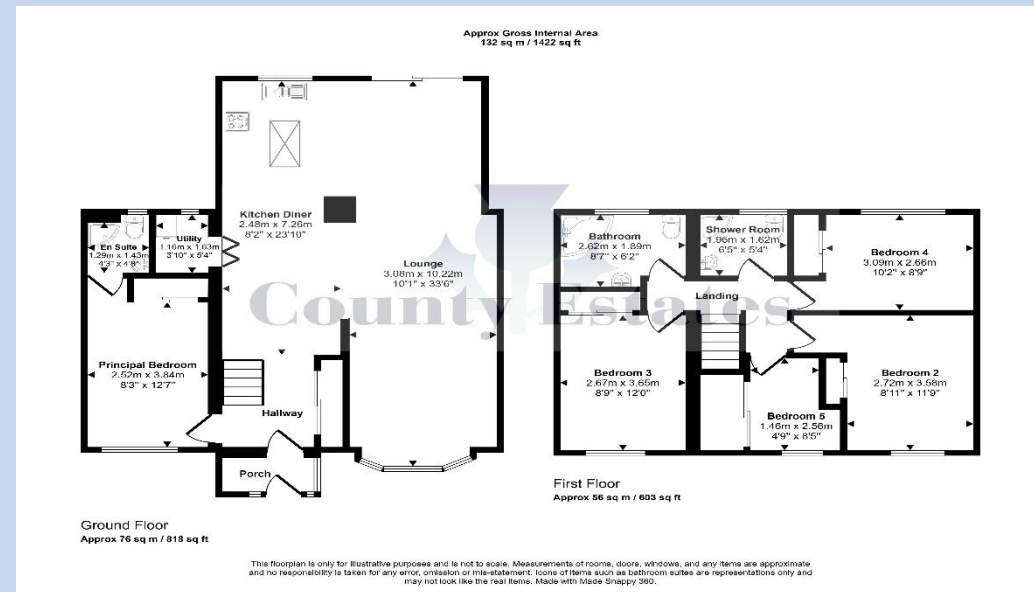 Approx Gross Internal Area
132 sq m / 1422 sq ft
Kitchen Diner
2.48m x 7.26m
8'2" x 23'10"
En Suite
1.29m x 1.43m
4'3" x 4'8"
Utility
1.16m x 1.63m
3'10" x 5'4"
Lounge
3.08m x 10.22m
10'1" x 33'6"
Principal Bedroom
2.52m x 3.84m
8'3" x 12'7"
Hallway
Porch
Ground Floor
Approx 76 sq m / 818 sq ft
County Estates
Bathroom
2.62m x 1.89m
8'7" x 6'2"
Shower Room
1.96m x 1.62m
6'5" x 5'4"
Bedroom 4
3.09m x 2.66m
10'2" x 8'9"
Landing
Bedroom 3
2.67m x 3.65m
8'9" x 12'0"
Bedroom 2
2.72m x 3.58m
8'11" x 11'9"
Bedroom 5
1.46m x 2.56m
4'9" x 8'5"
First Floor
Approx 56 sq m / 603 sq ft
This floorplan is only for illustrative purposes and is not to scale. Measurements of rooms, doors, windows, and any items are approximate
and no responsibility is taken for any error, omission or mis-statement. Icons of items such as bathroom suites are representations only and
may not look like the real items. Made with Made Snappy 360.